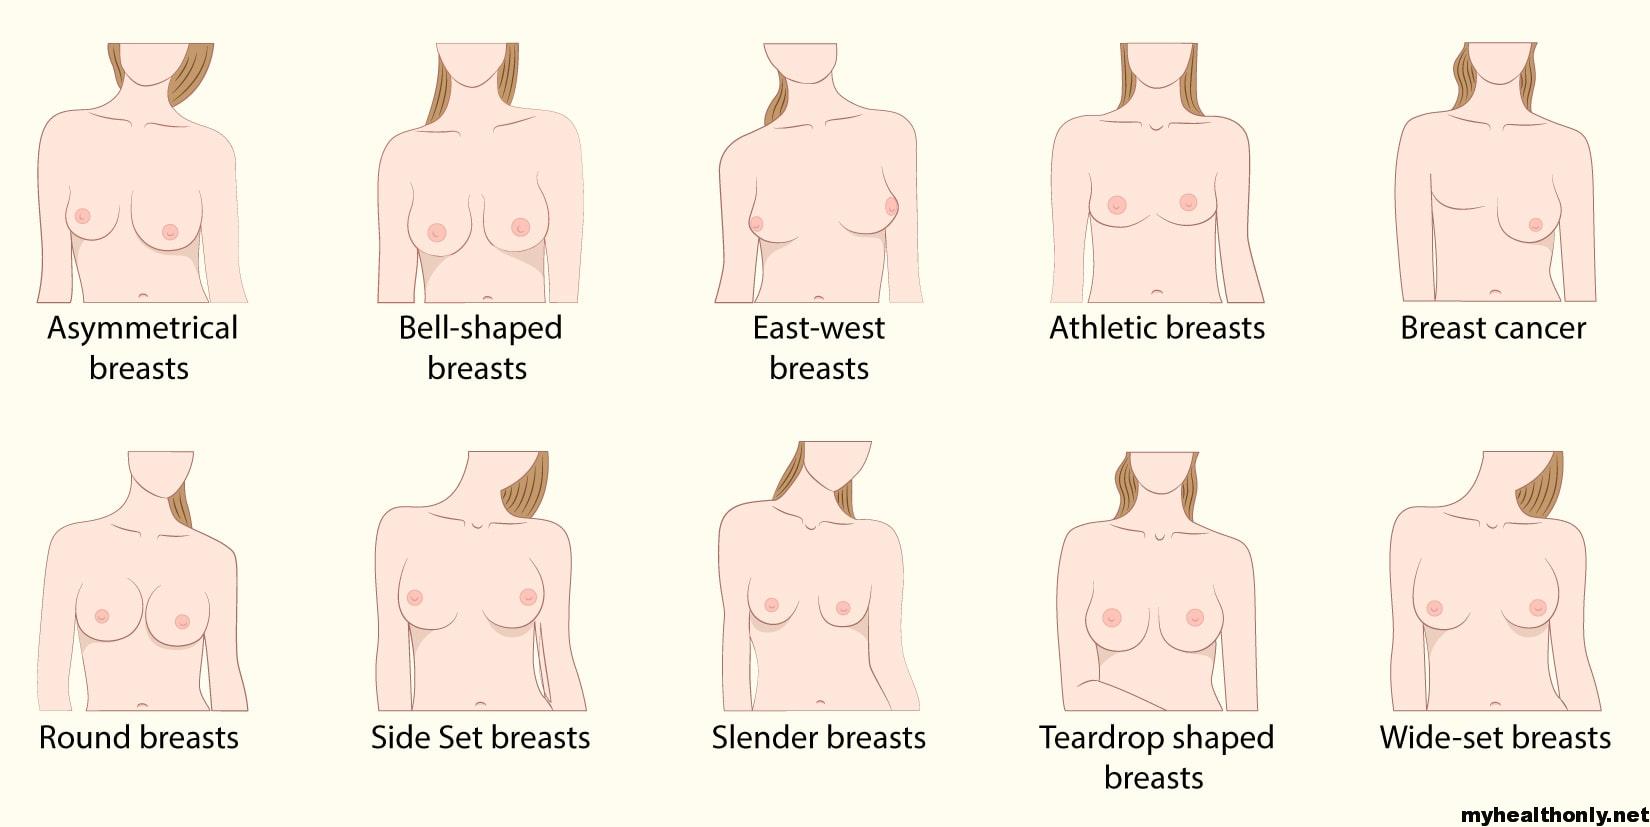 Asymmetrical
breasts
Bell-shaped
breasts
East-west
breasts
Athletic breasts
Breast cancer
Round breasts
Side Set breasts
Slender breasts
Teardrop shaped
breasts
Wide-set breasts
myhealthonly.net